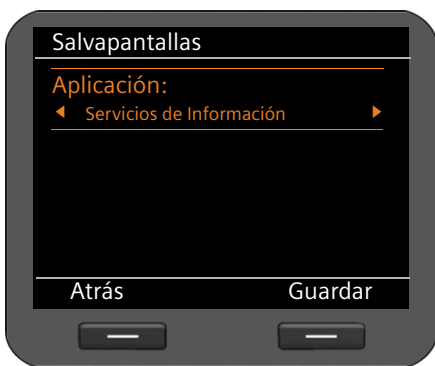 Salvapantallas
Aplicación:
Servicios de Información
Atrás Guardar